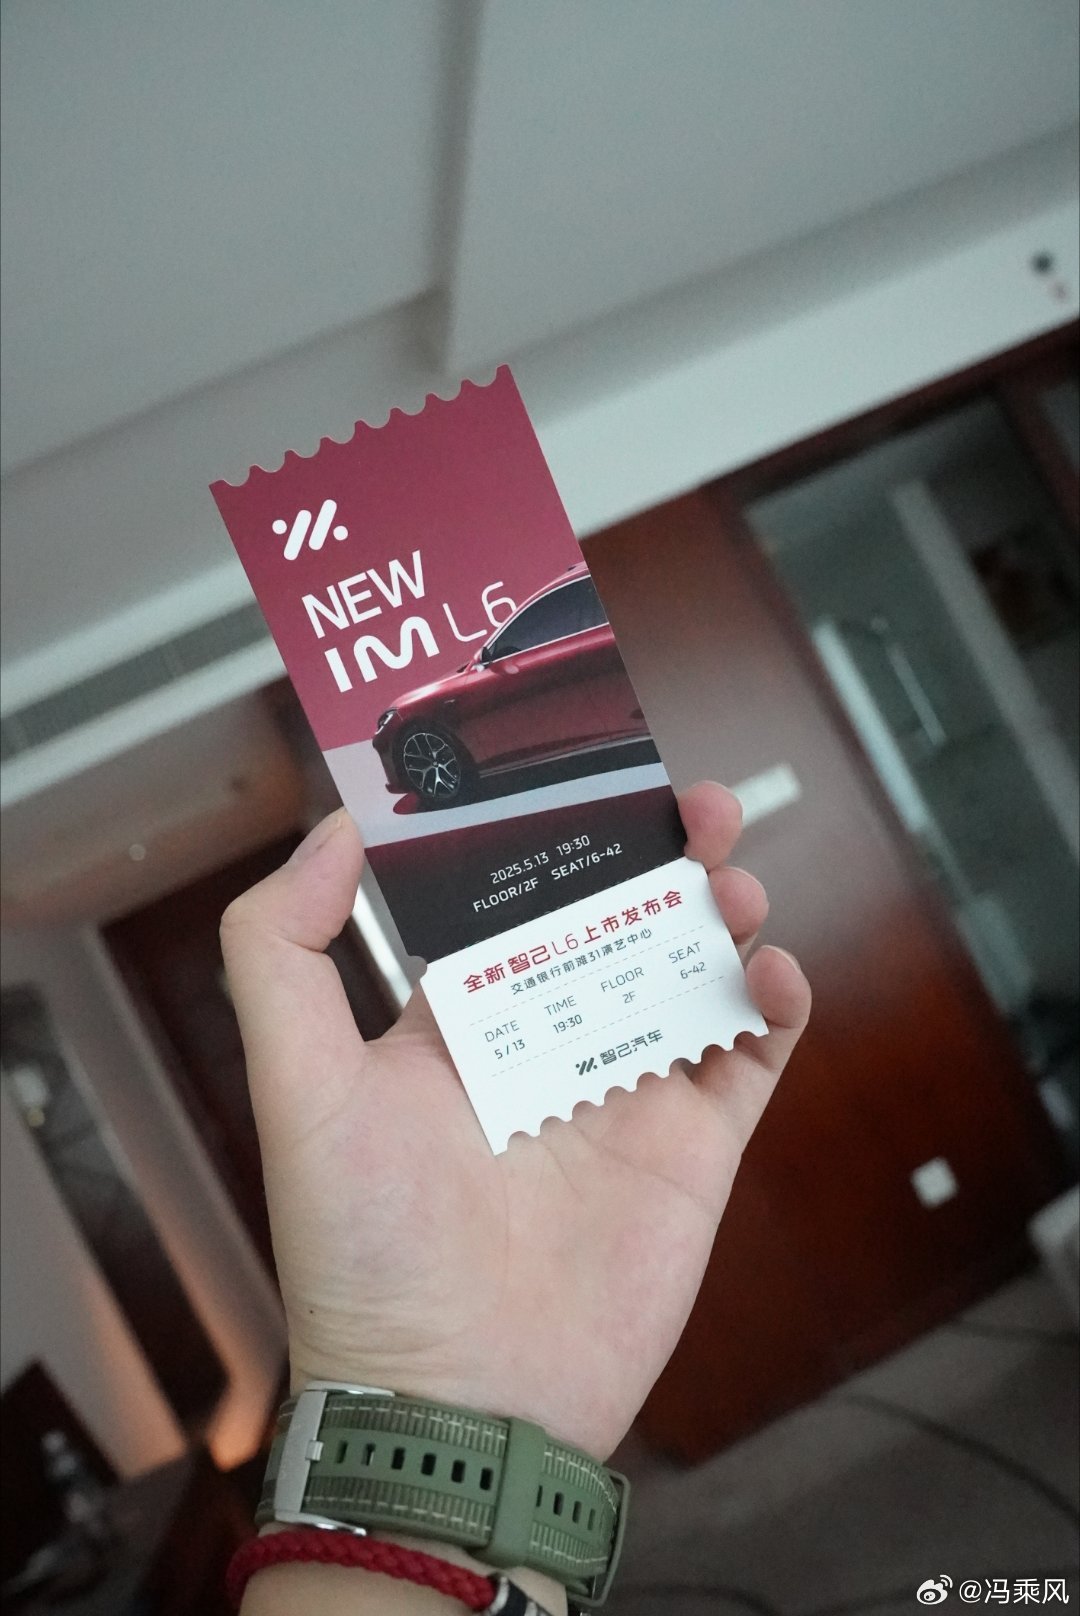 NEW
IM L6
2025.5.13 19:30
FLOOR/2F SEAT/6-42
全新智己L6上市发布会
交通银行前滩31演艺中心
DATE TIME FLOOR SEAT
5/13 19:30 2F 6-42
智己汽车
@冯乘风